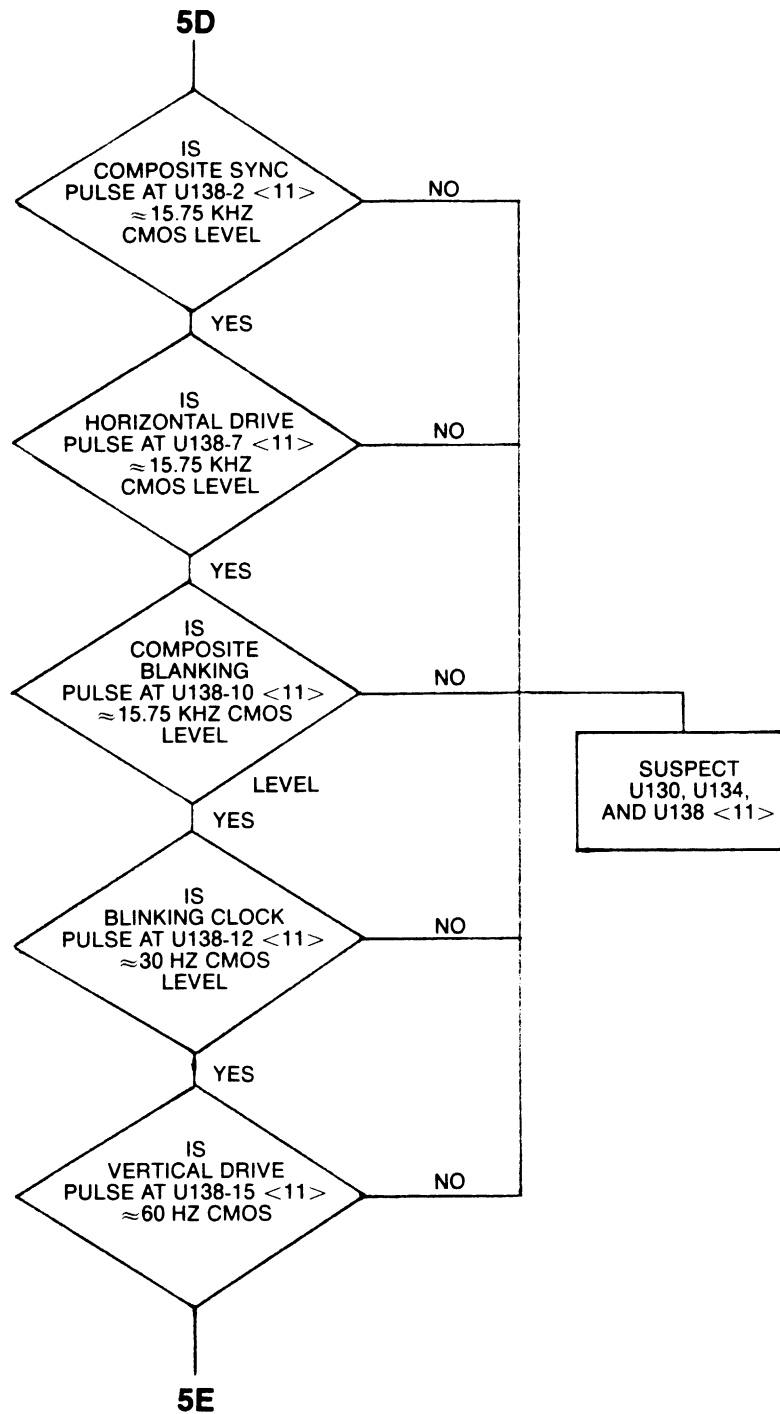 5D
IS
COMPOSITE SYNC
PULSE AT U138-2 <11>
≈15.75 KHZ
CMOS LEVEL
NO
YES
IS
HORIZONTAL DRIVE
PULSE AT U138-7 <11>
≈15.75 KHZ
CMOS LEVEL
NO
YES
IS
COMPOSITE
BLANKING
PULSE AT U138-10 <11>
≈15.75 KHZ CMOS
LEVEL
NO
LEVEL
YES
SUSPECT
U130, U134,
AND U138 <11>
IS
BLINKING CLOCK
PULSE AT U138-12 <11>
≈30 HZ CMOS
LEVEL
NO
YES
IS
VERTICAL DRIVE
PULSE AT U138-15 <11>
≈60 HZ CMOS
NO
5E